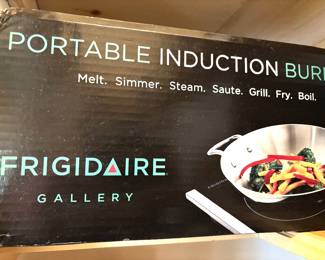 PORTABLE INDUCTION BUR
Melt. Simmer. Steam. Saute. Grill. Fry. Boil.
FRIGIDAIRE
GALLERY